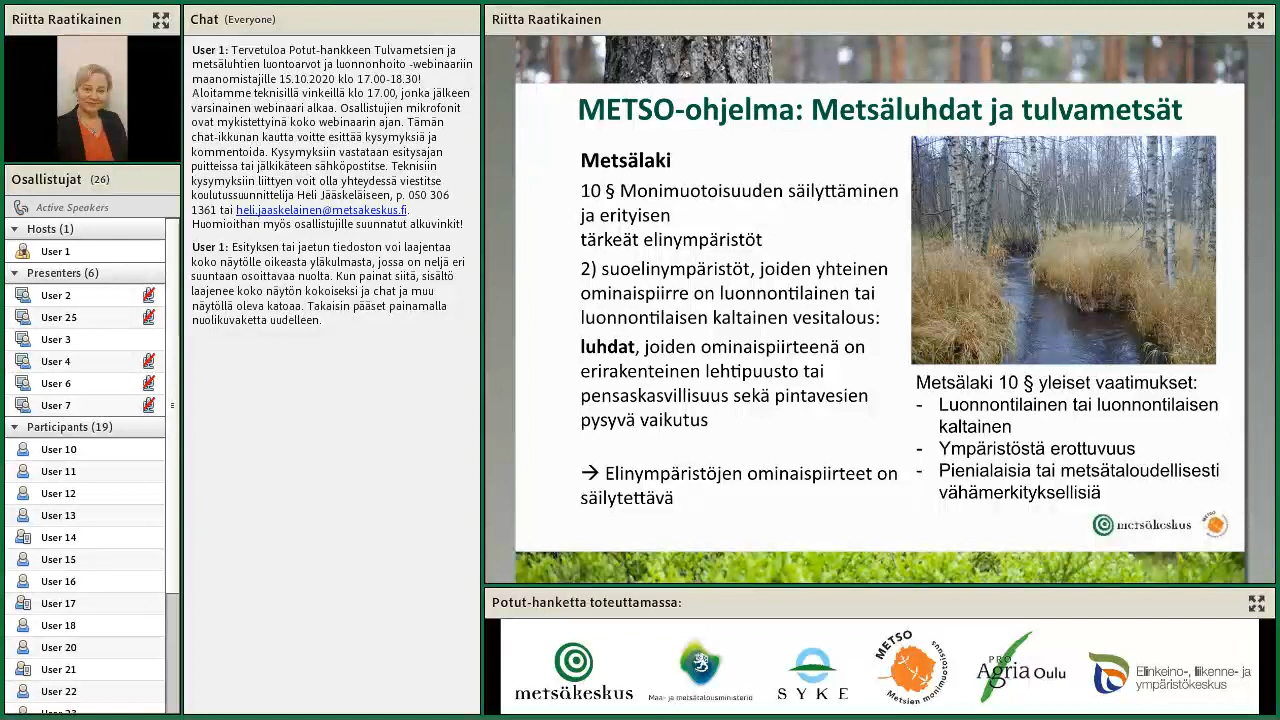 Riitta Raatikainen
Osallistujat (26)
Active Speakers
Hosts (1)
User 1
Presenters (6)
User 2
User 25
User 3
User 4
User 6
User 7
Participants (19)
User 10
User 11
User 12
User 13
User 14
User 15
User 16
User 17
User 18
User 20
User 21
User 22
Chat (Everyone)
User 1: Tervetuloa Potut-hankkeen Tulvametsien ja
metsäluhtien luontoarvot ja luonnonhoito -webinaariin
maanomistajille 15.10.2020 klo 17.00-18.30!
Aloitamme teknisillä vinkeillä klo 17.00, jonka jälkeen
varsinainen webinaari alkaa. Osallistujien mikrofonit
ovat mykistettyinä koko webinaarin ajan. Tämän
chat-ikkunan kautta voitte esittää kysymyksiä ja
kommentoida. Kysymyksiin vastataan esitysajan
putteissa tai jälkikäteen sähköpostitse. Teknisiin
kysymyksiin liittyen voit olla yhteydessä viestitse
koulutussuunnittelija Heli Jääskeläiseen, p. 050 306
1361 tai heli.jaaskelainen@metsakeskus.fi.
Huomioithan myös osallistujille suunnatut alkuvinkit!
User 1: Esityksen tai jaetun tiedoston voi laajentaa
koko näytölle oikeasta yläkulmasta, jossa on neljä eri
suuntaan osoittavaa nuolta. Kun painat siitä, sisältö
laajenee koko näytön kokoiseksi ja chat ja muu
näytöllä oleva katoaa. Takaisin pääset painamalla
nuolikuvaketta uudelleen.
Riitta Raatikainen
METSO-ohjelma: Metsäluhdat ja tulvametsät
Metsälaki
10 § Monimuotoisuuden säilyttäminen
ja erityisen
tärkeät elinympäristöt
2) suoelinympäristöt, joiden yhteinen
ominaispiirre on luonnontilainen tai
luonnontilaisen kaltainen vesitalous:
luhdat, joiden ominaispiirteenä on
erirakenteinen lehtipuusto tai
pensaskasvillisuus sekä pintavesien
pysyvä vaikutus
→ Elinympäristöjen ominaispiirteet on
säilytettävä
Metsälaki 10 § yleiset vaatimukset:
- Luonnontilainen tai luonnontilaisen
kaltainen
- Ympäristöstä erottuvuus
- Pienialaisia tai metsätaloudellisesti
vähämerkityksellisiä
metsäkeskus
Potut-hanketta toteuttamassa:
metsäkeskus
Maa- ja metsätalousministeriö
SYKE
METSO
Metsien monimuotoisuus
PRO
Agria Oulu
Elinkeino-, liikenne- ja
ympäristökeskus